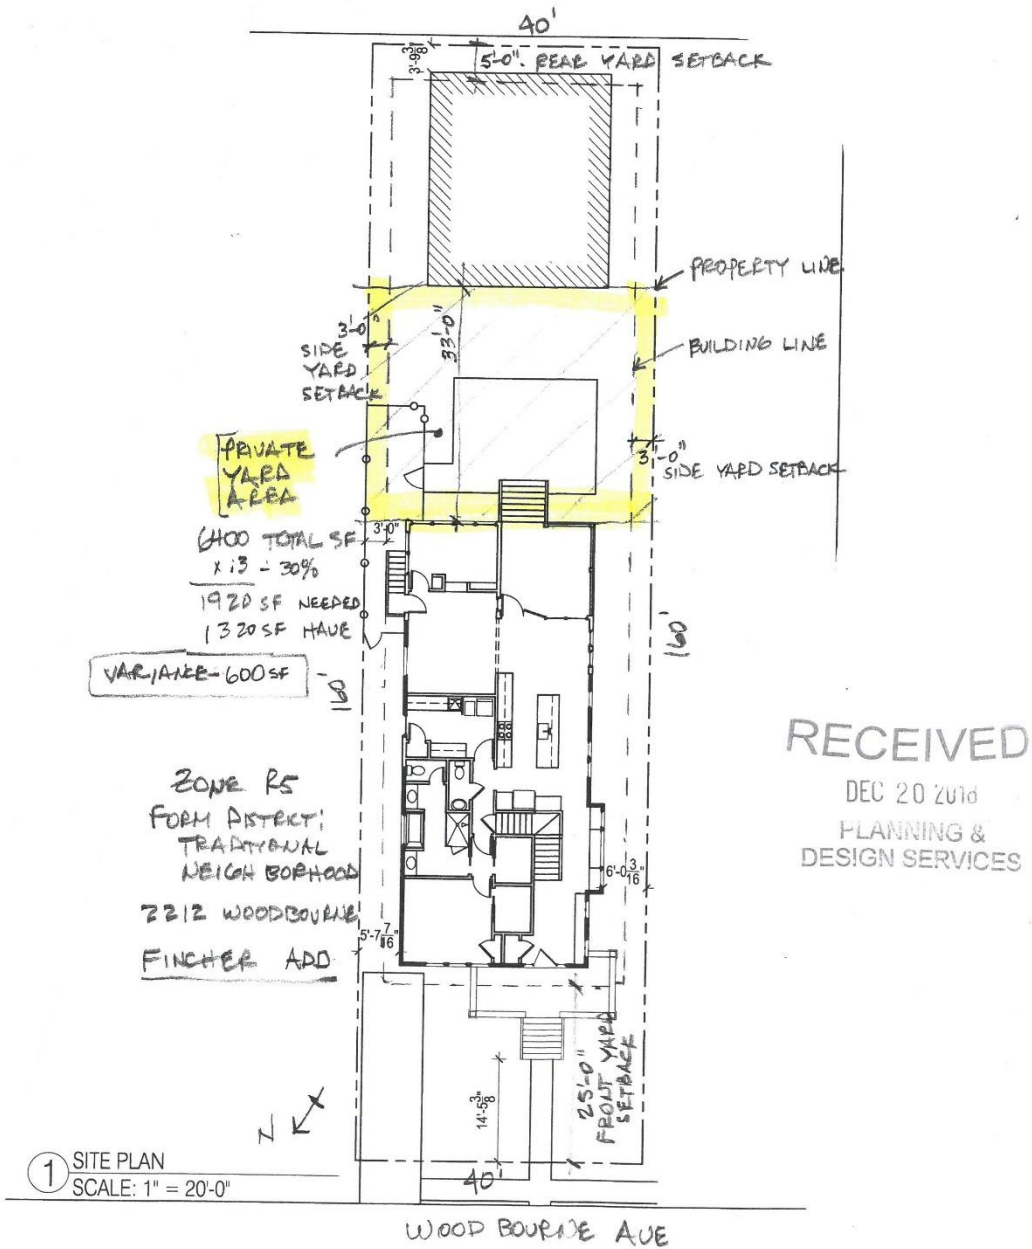 40'
3'-9 3/8"
5'-0". REAR YARD SETBACK
PROPERTY LINE
3'-0"
SIDE
YARD
SETBACK
33'-0"
BUILDING LINE
3'-0"
SIDE YARD SETBACK
PRIVATE
YARD
AREA
3'-0"
6400 TOTAL SF
x .3 - 30%
1920 SF NEEDED
1320 SF HAVE
VARIANCE - 600 SF
160'
160'
RECEIVED
DEC 20 2018
PLANNING &
DESIGN SERVICES
ZONE R5
FORM DISTRICT:
TRADITIONAL
NEIGHBORHOOD
2212 WOODBOURNE
FINCHER ADD
6'-0 3/16"
5'-7 7/16"
25'-0"
FRONT YARD
SETBACK
14'-5 3/8"
N
1 SITE PLAN
SCALE: 1" = 20'-0"
40'
WOODBOURNE AVE